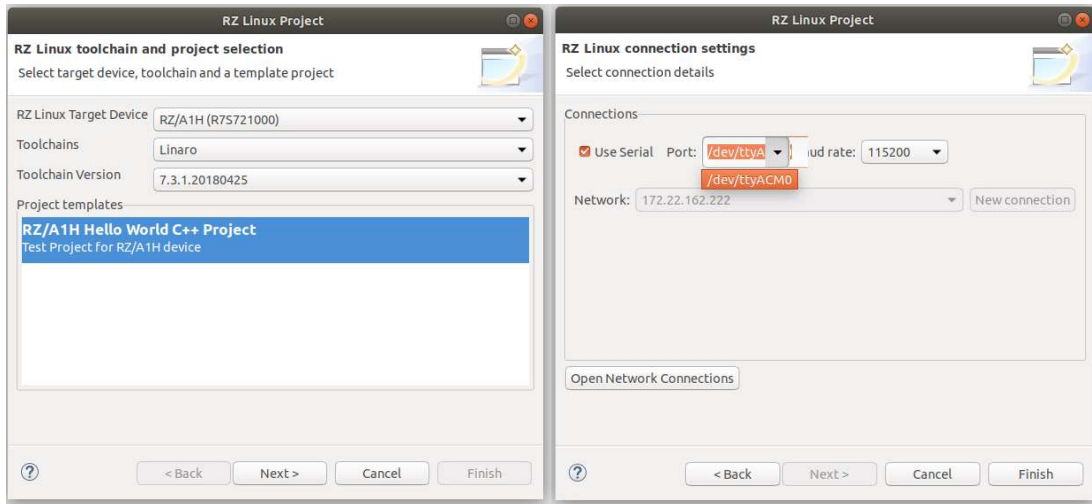 RZ Linux Project
RZ Linux toolchain and project selection
Select target device, toolchain and a template project
RZ Linux Target Device RZ/A1H (R7S721000)
Toolchains Linaro
Toolchain Version 7.3.1.20180425
Project templates
RZ/A1H Hello World C++ Project
Test Project for RZ/A1H device
< Back Next > Cancel Finish
RZ Linux Project
RZ Linux connection settings
Select connection details
Connections
Use Serial Port: /dev/ttyA ud rate: 115200
/dev/ttyACM0
Network: 172.22.162.222 New connection
Open Network Connections
< Back Next > Cancel Finish